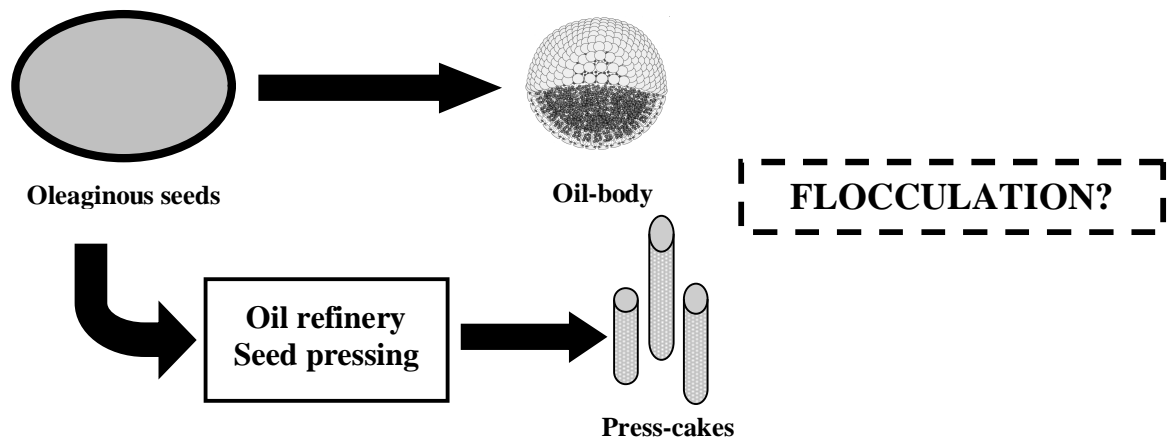 Oleaginous seeds
Oil-body
FLOCCULATION?
Oil refinery
Seed pressing
Press-cakes